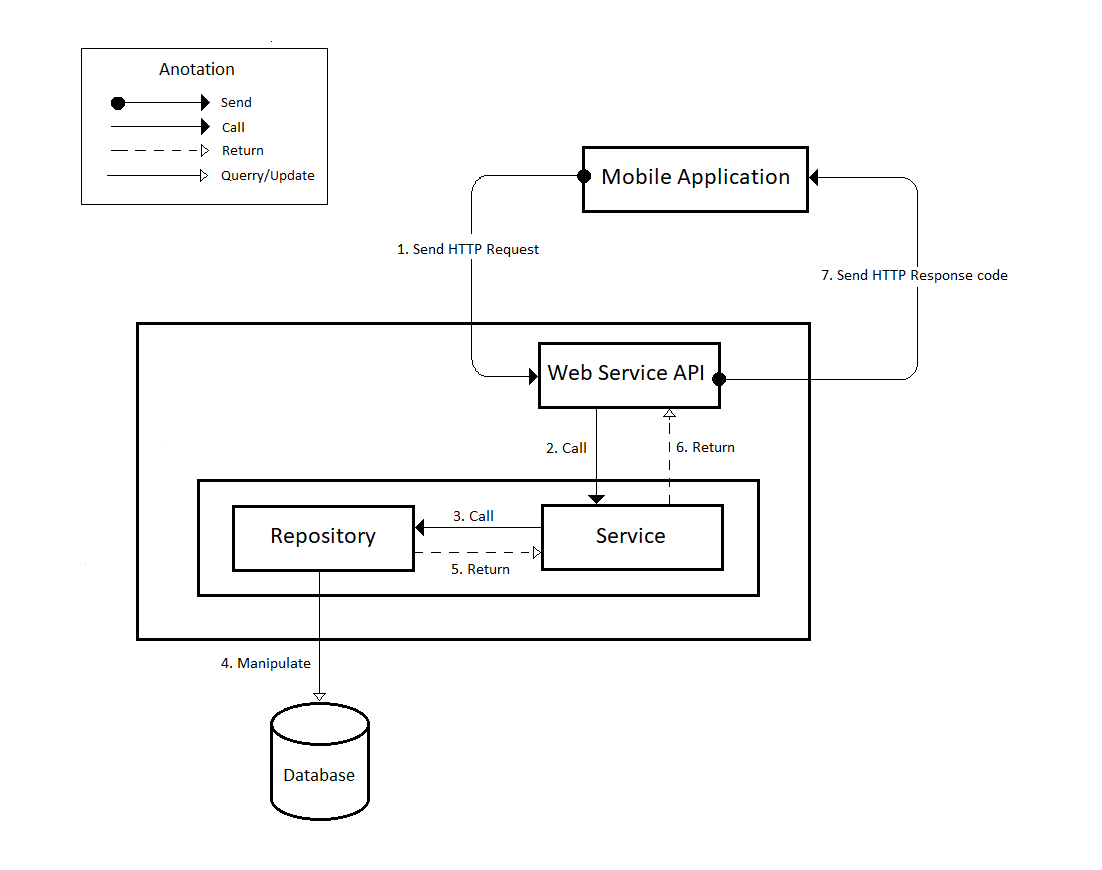 Anotation
Send
Call
Return
Querry/Update
Mobile Application
1. Send HTTP Request
7. Send HTTP Response code
Web Service API
2. Call
6. Return
3. Call
Repository
Service
5. Return
4. Manipulate
Database